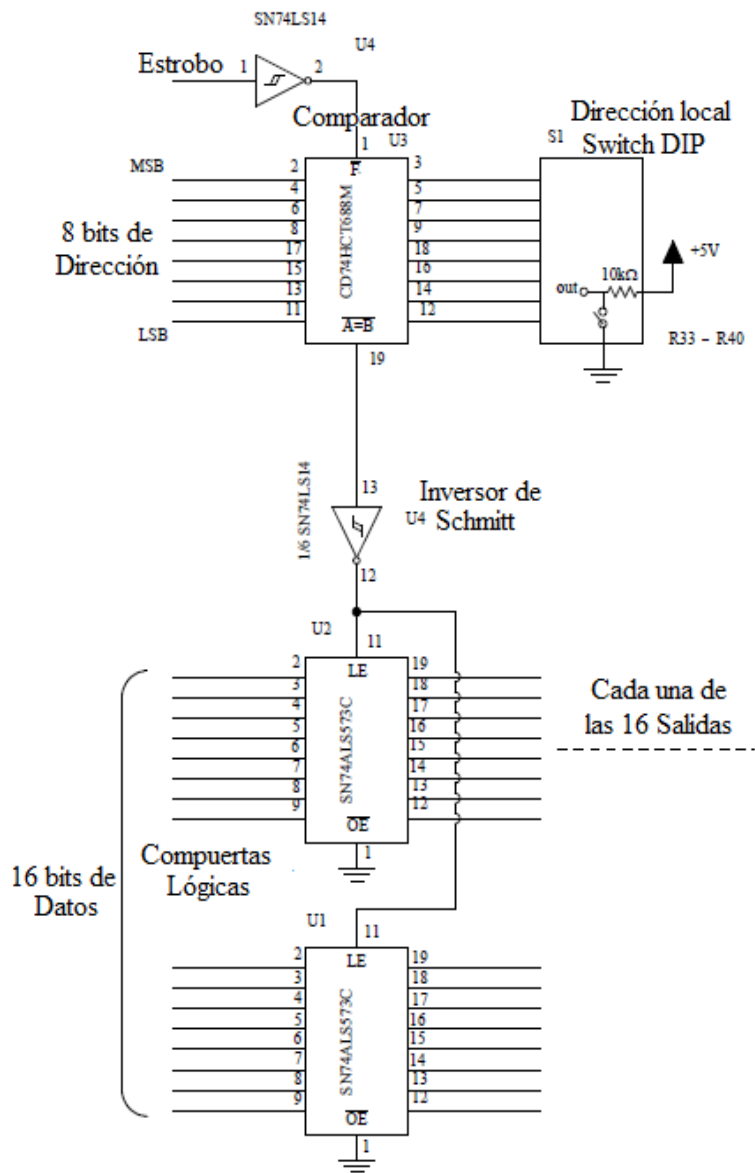 SN74LS14
U4
Estrobo
1
2
Comparador
1
U3
F
CD74HCT688M
A=B
19
MSB
2
4
6
8
17
15
13
11
LSB
8 bits de
Dirección
3
5
7
9
18
16
14
12
Dirección local
S1
Switch DIP
+5V
10kΩ
out
R33 - R40
13
1/6 SN74LS14
U4
Inversor de
Schmitt
12
U2
11
LE
SN74ALS573C
OE
1
2
3
4
5
6
7
8
9
19
18
17
16
15
14
13
12
Cada una de
las 16 Salidas
16 bits de
Datos
Compuertas
Lógicas
U1
11
LE
SN74ALS573C
OE
1
2
3
4
5
6
7
8
9
19
18
17
16
15
14
13
12